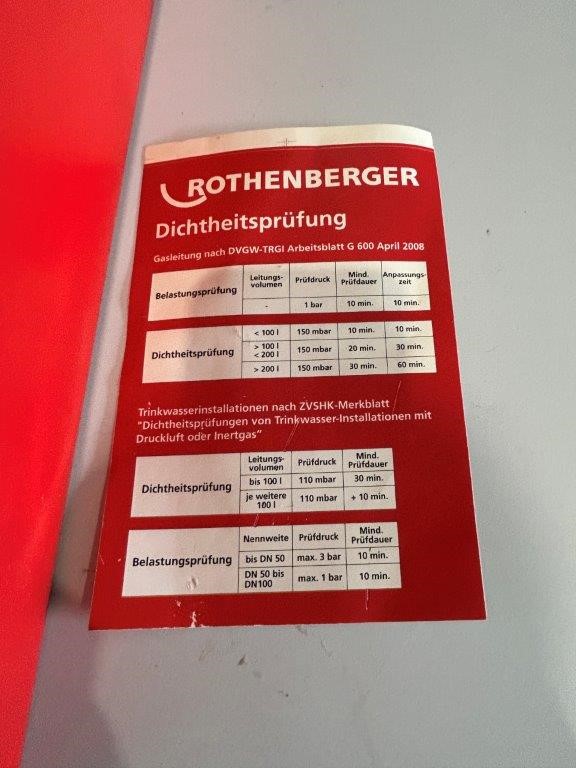 ROTHENBERGER
Dichtheitsprüfung
Gasleitung nach DVGW-TRGI Arbeitsblatt G 600 April 2008
Belastungsprüfung
Leitungs-
volumen
Prüfdruck
Mind.
Prüfdauer
Anpassungs-
zeit
- 1 bar 10 min. 10 min.
Dichtheitsprüfung
< 100 l 150 mbar 10 min. 10 min.
> 100 l
< 200 l
150 mbar 20 min. 30 min.
> 200 l 150 mbar 30 min. 60 min.
Trinkwasserinstallationen nach ZVSHK-Merkblatt
"Dichtheitsprüfungen von Trinkwasser-Installationen mit
Druckluft oder Inertgas"
Dichtheitsprüfung
Leitungs-
volumen
Prüfdruck
Mind.
Prüfdauer
bis 100 l 110 mbar 30 min.
je weitere
100 l
110 mbar + 10 min.
Belastungsprüfung
Nennweite Prüfdruck
Mind.
Prüfdauer
bis DN 50 max. 3 bar 10 min.
DN 50 bis
DN100
max. 1 bar 10 min.